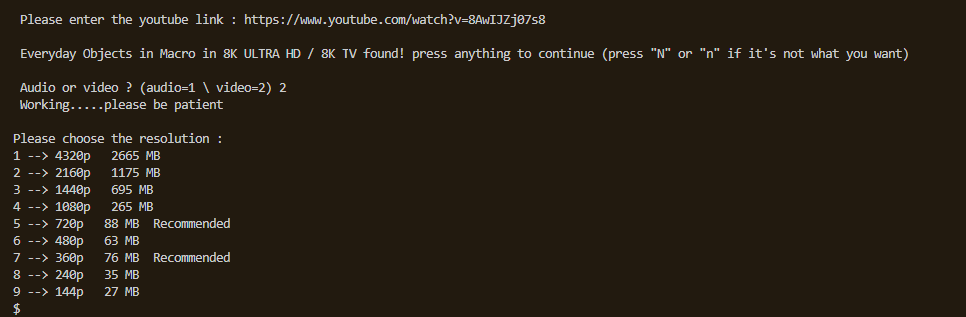 Please enter the youtube link : https://www.youtube.com/watch?v=8AwIJZj07s8
Everyday Objects in Macro in 8K ULTRA HD / 8K TV found! press anything to continue (press "N" or "n" if it's not what you want)
Audio or video ? (audio=1 \ video=2) 2
Working.....please be patient
Please choose the resolution :
1 --> 4320p   2665 MB
2 --> 2160p   1175 MB
3 --> 1440p   695 MB
4 --> 1080p   265 MB
5 --> 720p   88 MB  Recommended
6 --> 480p   63 MB
7 --> 360p   76 MB  Recommended
8 --> 240p   35 MB
9 --> 144p   27 MB
$